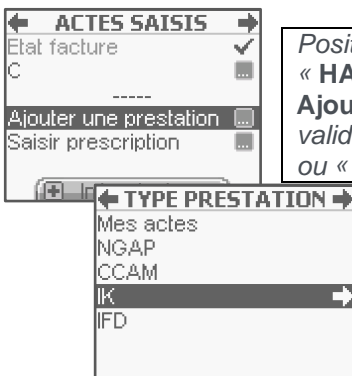 ACTES SAISIS
Etat facture
C
-----
Ajouter une prestation
Saisir prescription
Posit
« HA
Ajou
valid
ou «
TYPE PRESTATION
Mes actes
NGAP
CCAM
IK
IFD